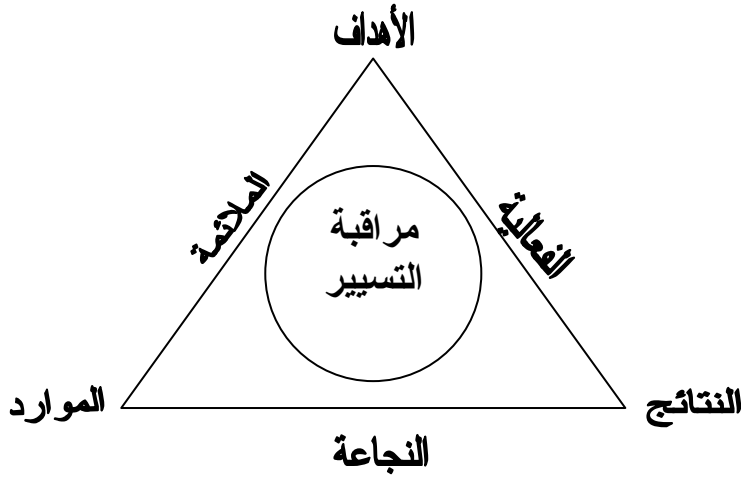 الأهداف
الملائمة
الفعالية
مراقبة
التسيير
الموارد
النتائج
النجاعة